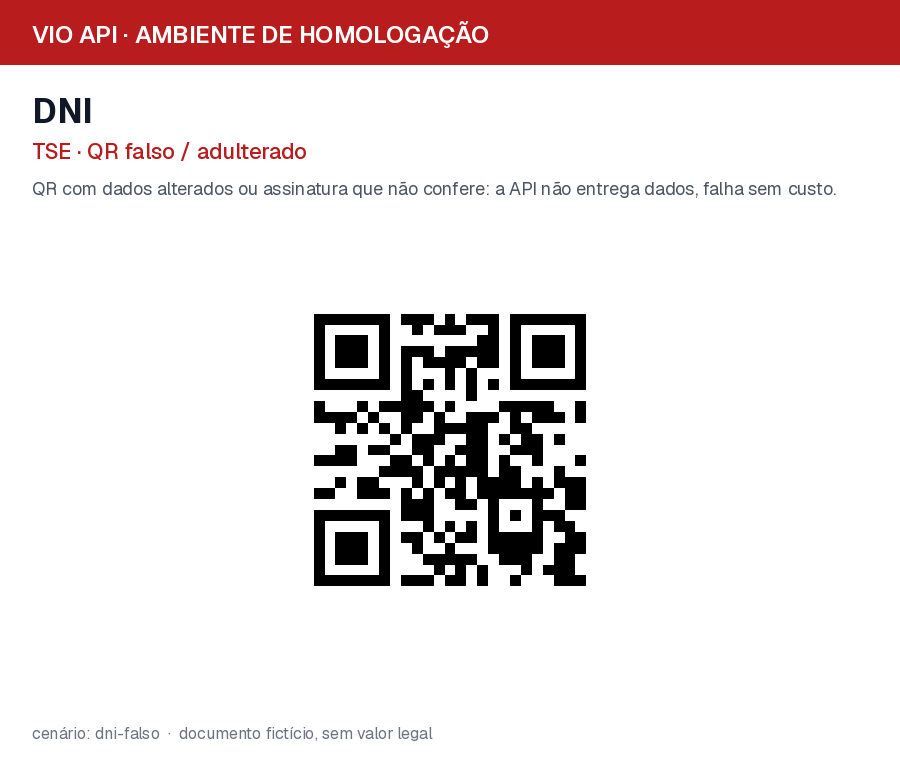 VIO API · AMBIENTE DE HOMOLOGAÇÃO
DNI
TSE · QR falso / adulterado
QR com dados alterados ou assinatura que não confere: a API não entrega dados, falha sem custo.
cenário: dni-falso · documento fictício, sem valor legal